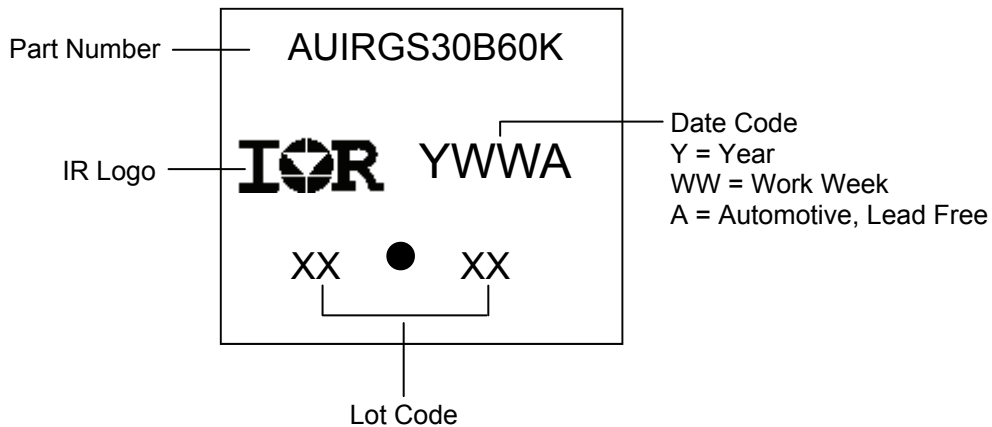 AUIRGS30B60K
Part Number
Date Code
Y = Year
WW = Work Week
A = Automotive, Lead Free
IR Logo
IOR
YWWA
XX
XX
Lot Code